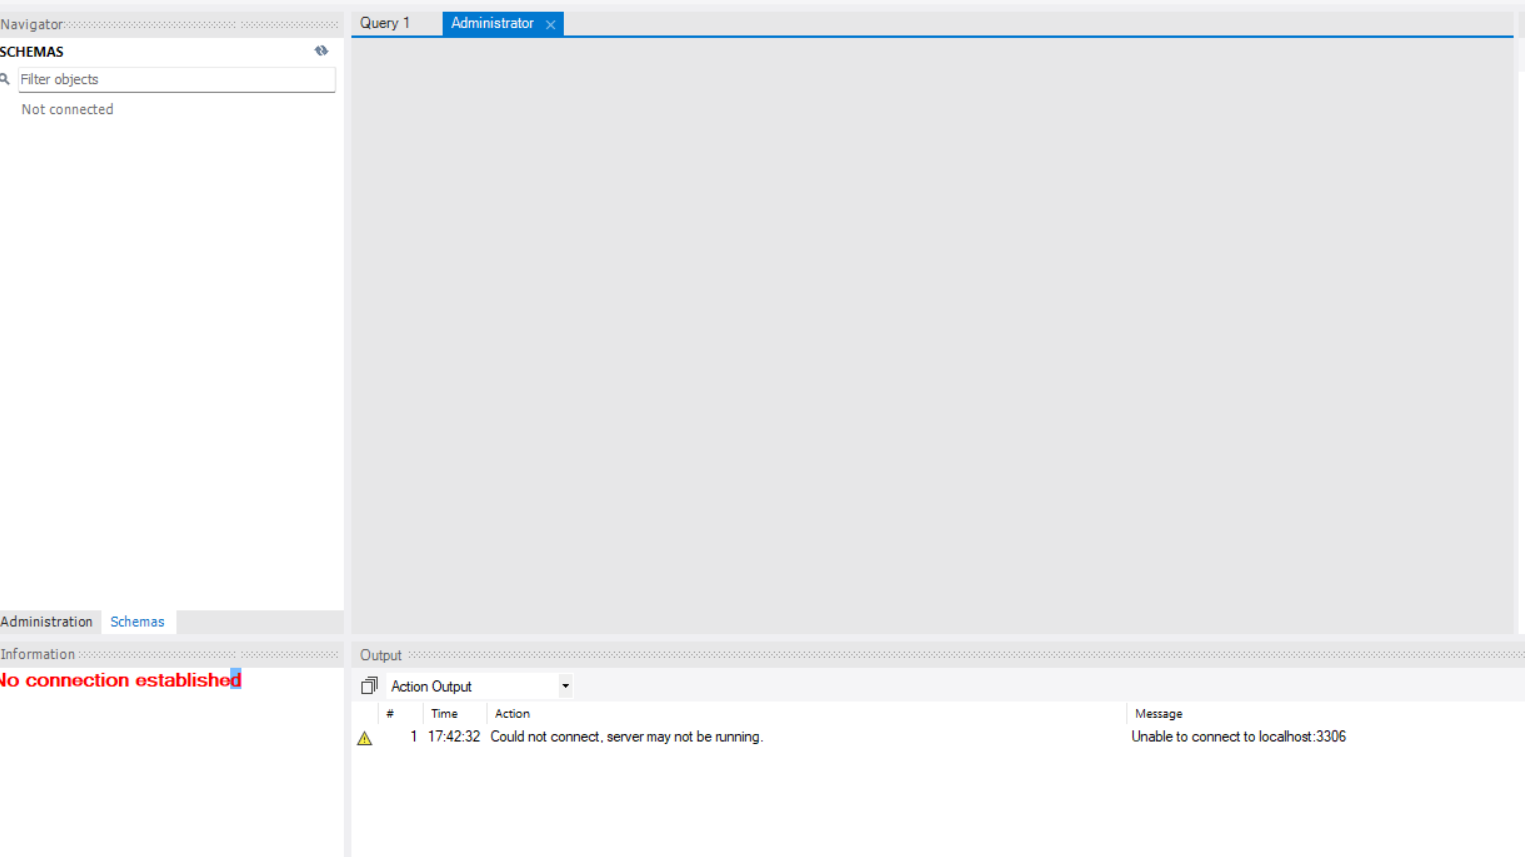 Navigator
SCHEMAS
Filter objects
Not connected
Administration Schemas
Information
No connection established
Query 1 Administrator
Output
Action Output
# Time Action Message
1 17:42:32 Could not connect, server may not be running. Unable to connect to localhost:3306